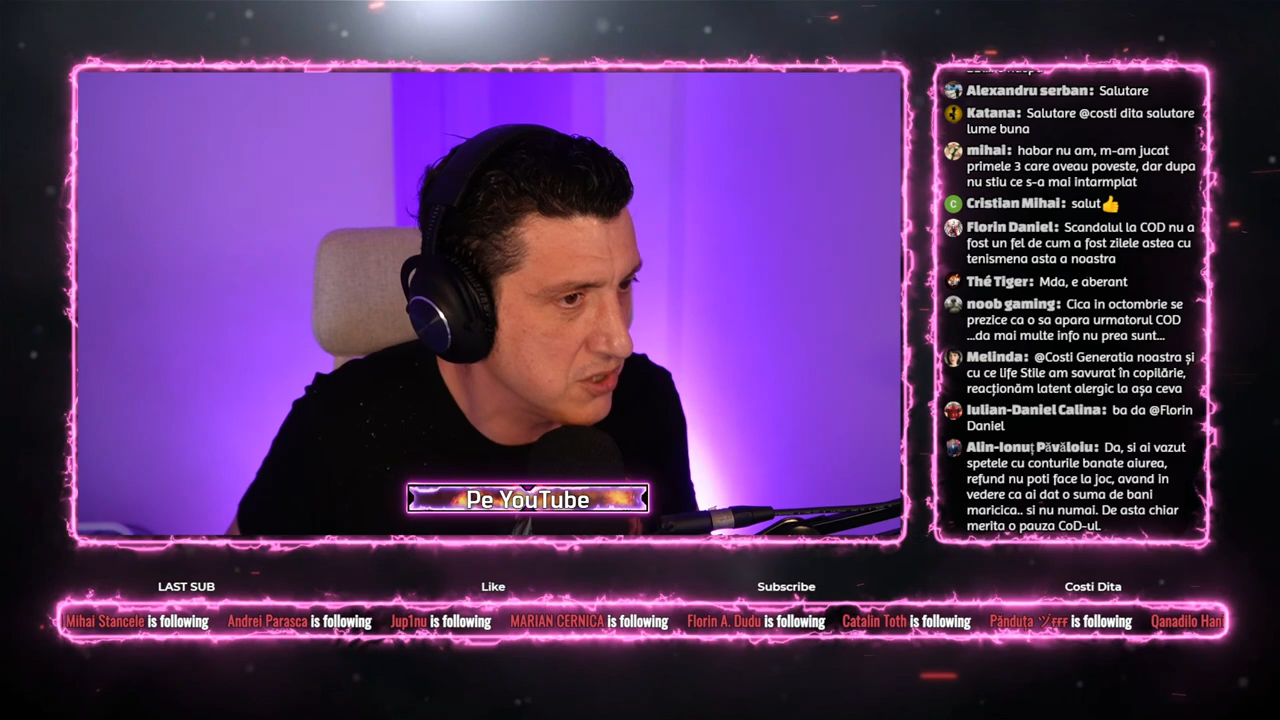 Alexandru serban: Salutare
Katana: Salutare @costi dita salutare
lume buna
mihai: habar nu am, m-am jucat
primele 3 care aveau poveste, dar dupa
nu stiu ce s-a mai intarmplat
Cristian Mihai: salut👍
Florin Daniel: Scandalul la COD nu a
fost un fel de cum a fost zilele astea cu
tenismena asta a noastra
Thé Tiger: Mda, e aberant
noob gaming: Cica in octombrie se
prezice ca o sa apara urmatorul COD
...da mai multe info nu prea sunt...
Melinda: @Costi Generatia noastra și
cu ce life Stile am savurat în copilărie,
reacționăm latent alergic la așa ceva
Iulian-Daniel Calina: ba da @Florin
Daniel
Alin-Ionuț Păvăloiu: Da, si ai vazut
spetele cu conturile banate aiurea,
refund nu poti face la joc, avand in
vedere ca ai dat o suma de bani
maricica.. si nu numai. De asta chiar
merita o pauza CoD-ul.
Pe YouTube
LAST SUB Like Subscribe Costi Dita
Mihai Stancele is following Andrei Parasca is following Jup1nu is following MARIAN CERNICA is following Florin A. Dudu is following Catalin Toth is following Pănduța ヅ₣₣₣ is following Qanadilo Han